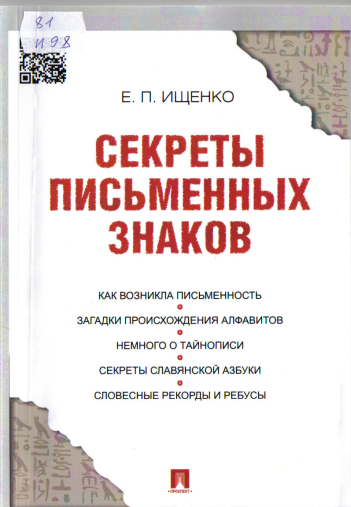 81
И98
Е. П. ИЩЕНКО
СЕКРЕТЫ
ПИСЬМЕННЫХ
ЗНАКОВ
КАК ВОЗНИКЛА ПИСЬМЕННОСТЬ
ЗАГАДКИ ПРОИСХОЖДЕНИЯ АЛФАВИТОВ
НЕМНОГО О ТАЙНОПИСИ
СЕКРЕТЫ СЛАВЯНСКОЙ АЗБУКИ
СЛОВЕСНЫЕ РЕКОРДЫ И РЕБУСЫ
ПРОСПЕКТ